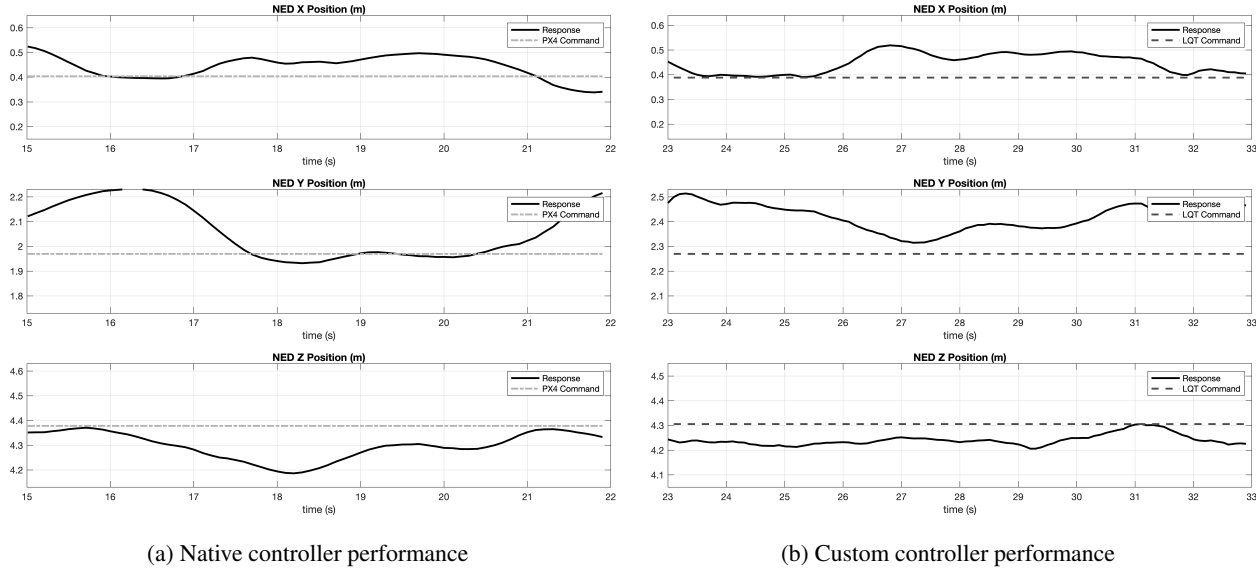 NED X Position (m)
0.6
0.5
0.4
0.3
0.2
Response
PX4 Command
15 16 17 18 19 20 21 22
time (s)
NED Y Position (m)
2.2
2.1
2
1.9
1.8
Response
PX4 Command
15 16 17 18 19 20 21 22
time (s)
NED Z Position (m)
4.6
4.5
4.4
4.3
4.2
Response
PX4 Command
15 16 17 18 19 20 21 22
time (s)
(a) Native controller performance
NED X Position (m)
0.6
0.5
0.4
0.3
0.2
Response
LQT Command
23 24 25 26 27 28 29 30 31 32 33
time (s)
NED Y Position (m)
2.5
2.4
2.3
2.2
2.1
Response
LQT Command
23 24 25 26 27 28 29 30 31 32 33
time (s)
NED Z Position (m)
4.5
4.4
4.3
4.2
4.1
Response
LQT Command
23 24 25 26 27 28 29 30 31 32 33
time (s)
(b) Custom controller performance